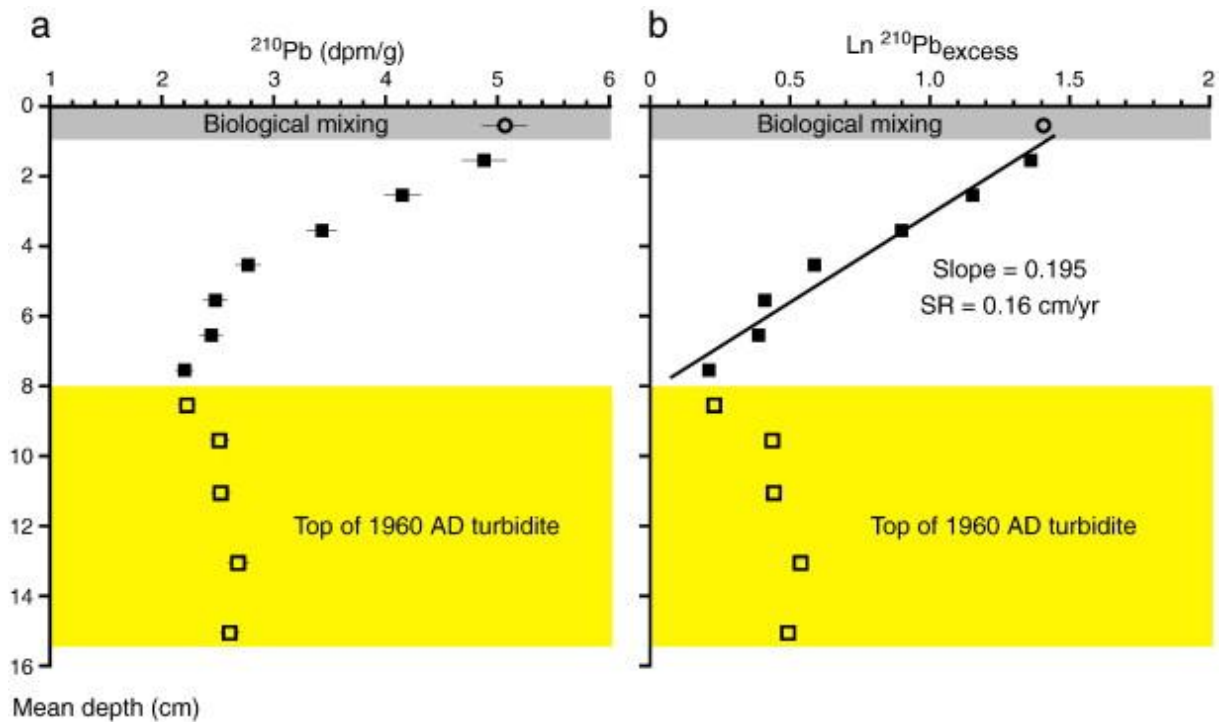 a
²¹⁰Pb (dpm/g)
1 2 3 4 5 6
0
2
4
6
8
10
12
14
16
Biological mixing
Top of 1960 AD turbidite
Mean depth (cm)
b
Ln ²¹⁰Pbexcess
0 0.5 1.0 1.5 2
Biological mixing
Slope = 0.195
SR = 0.16 cm/yr
Top of 1960 AD turbidite